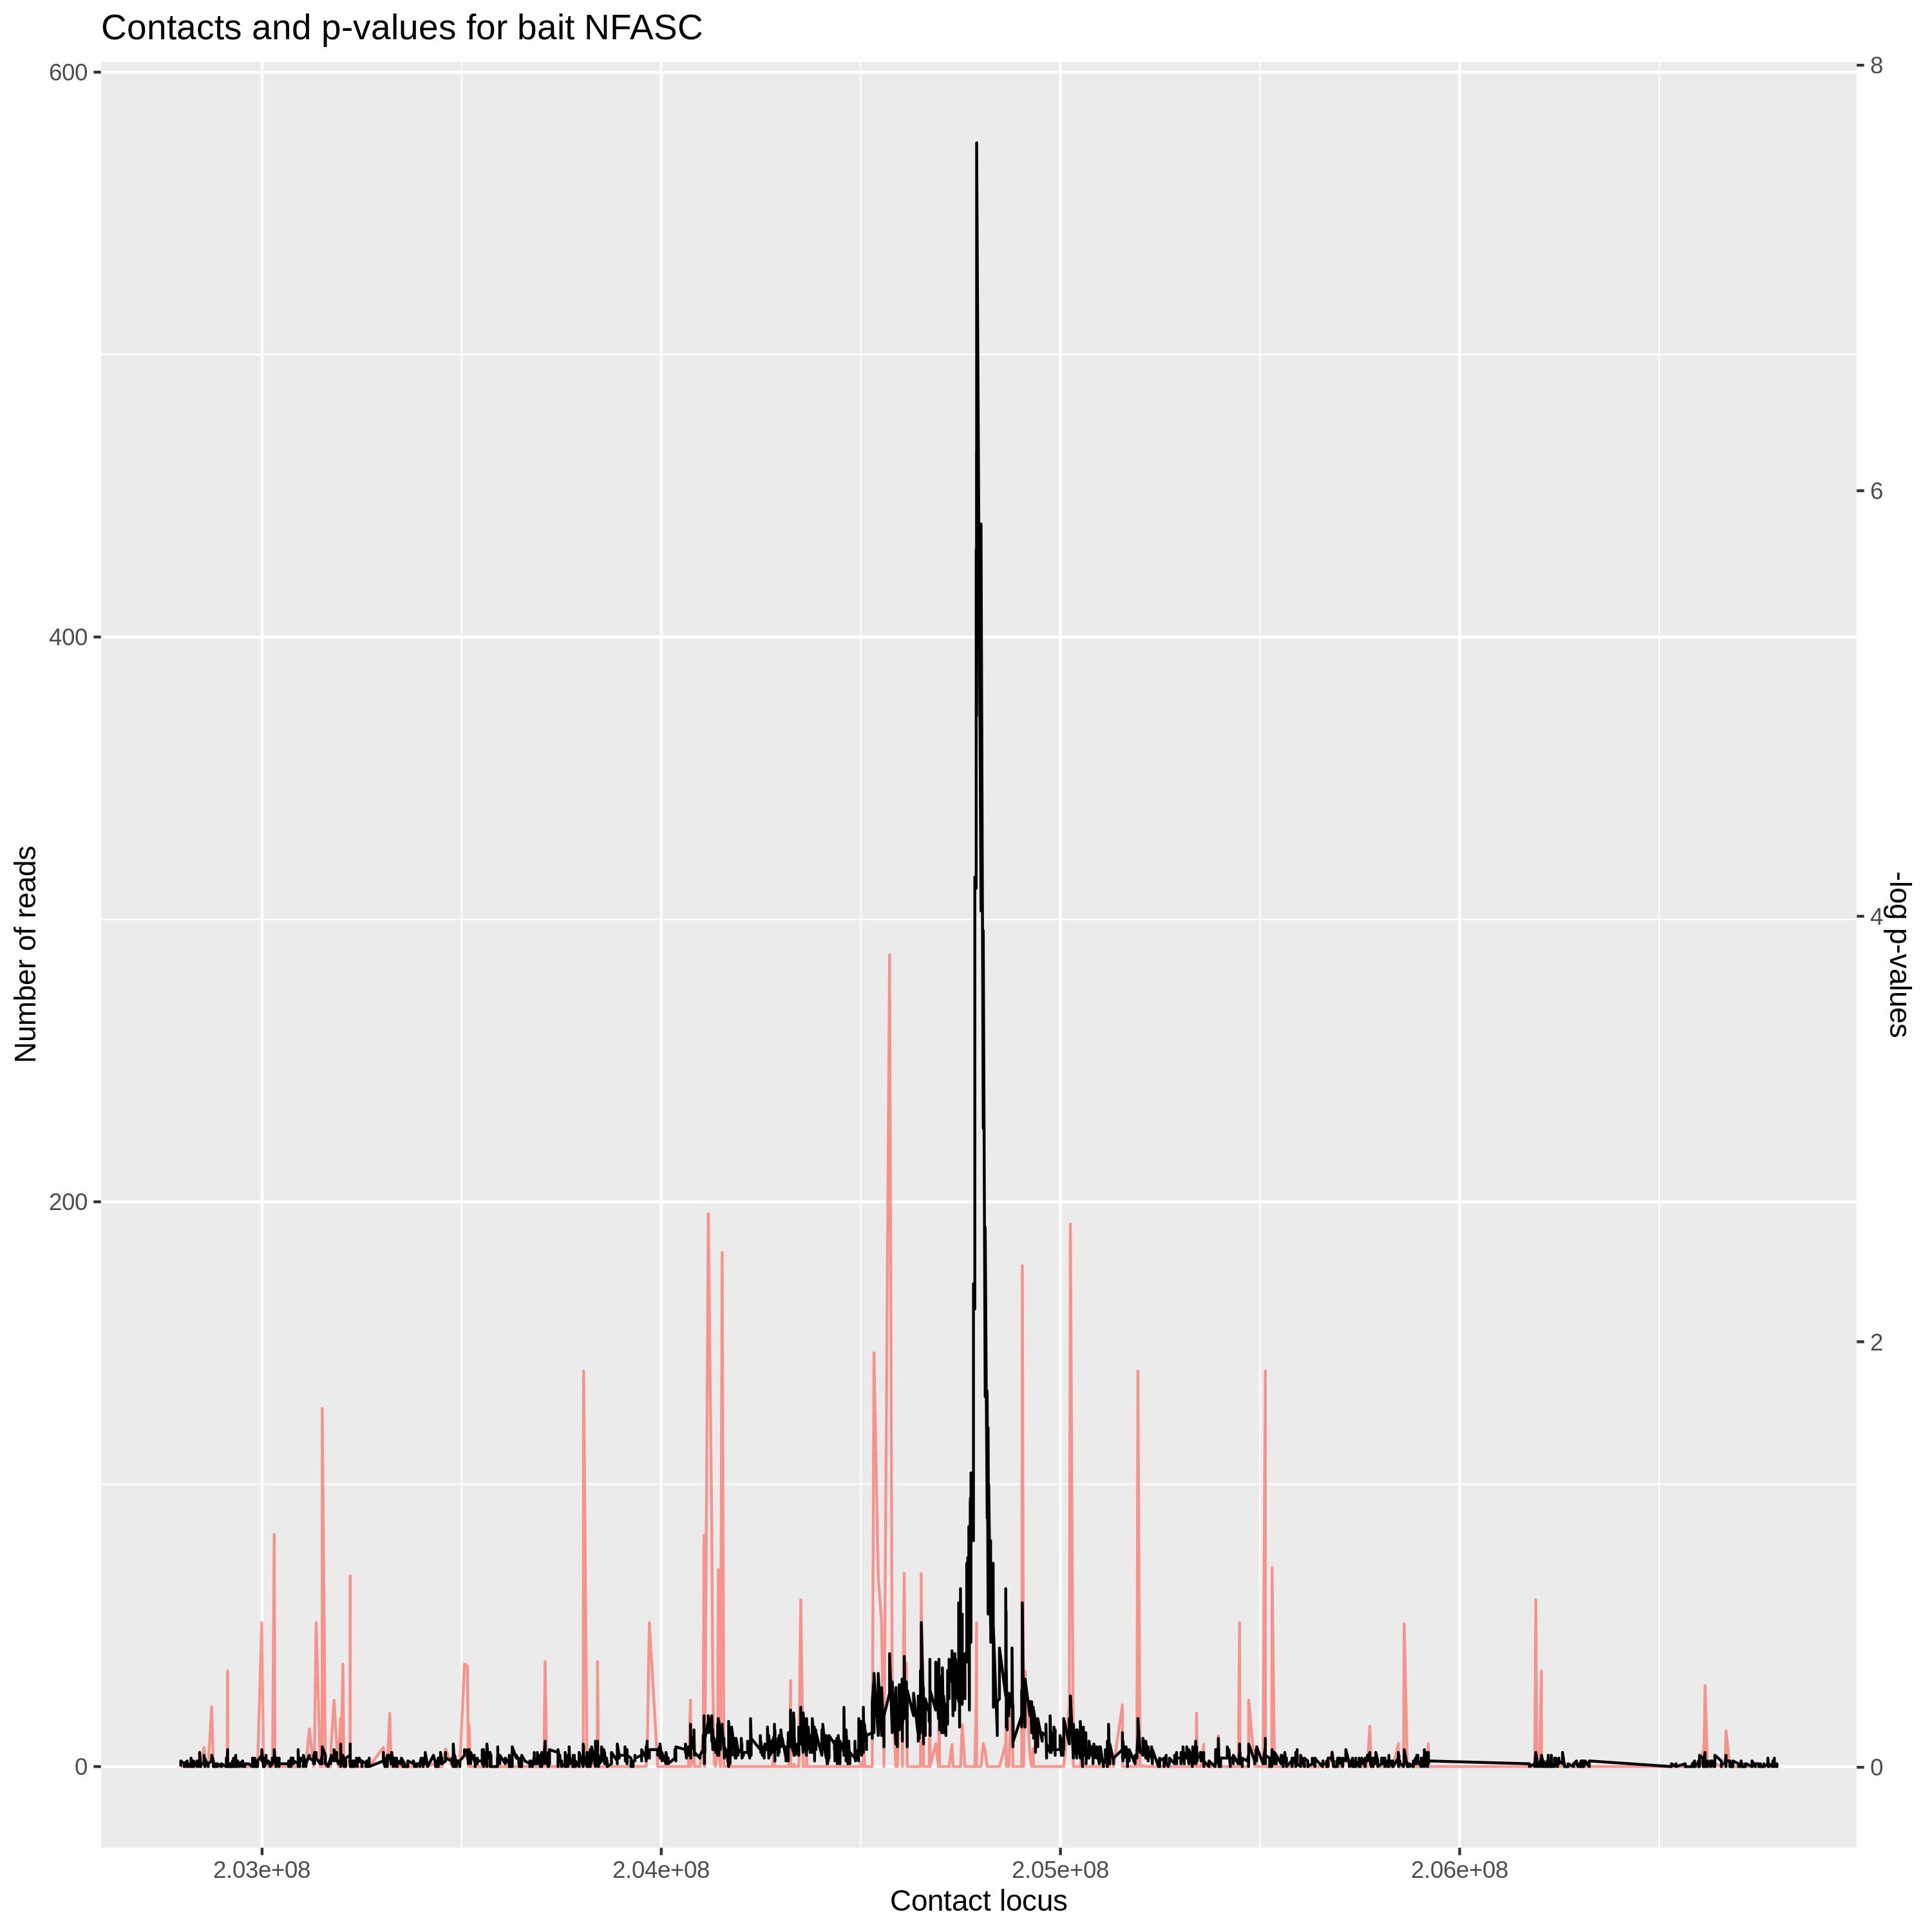 Contacts and p-values for bait NFASC
600
400
200
0
Number of reads
8
6
4
2
0
-log p-values
2.03e+08
2.04e+08
2.05e+08
2.06e+08
Contact locus